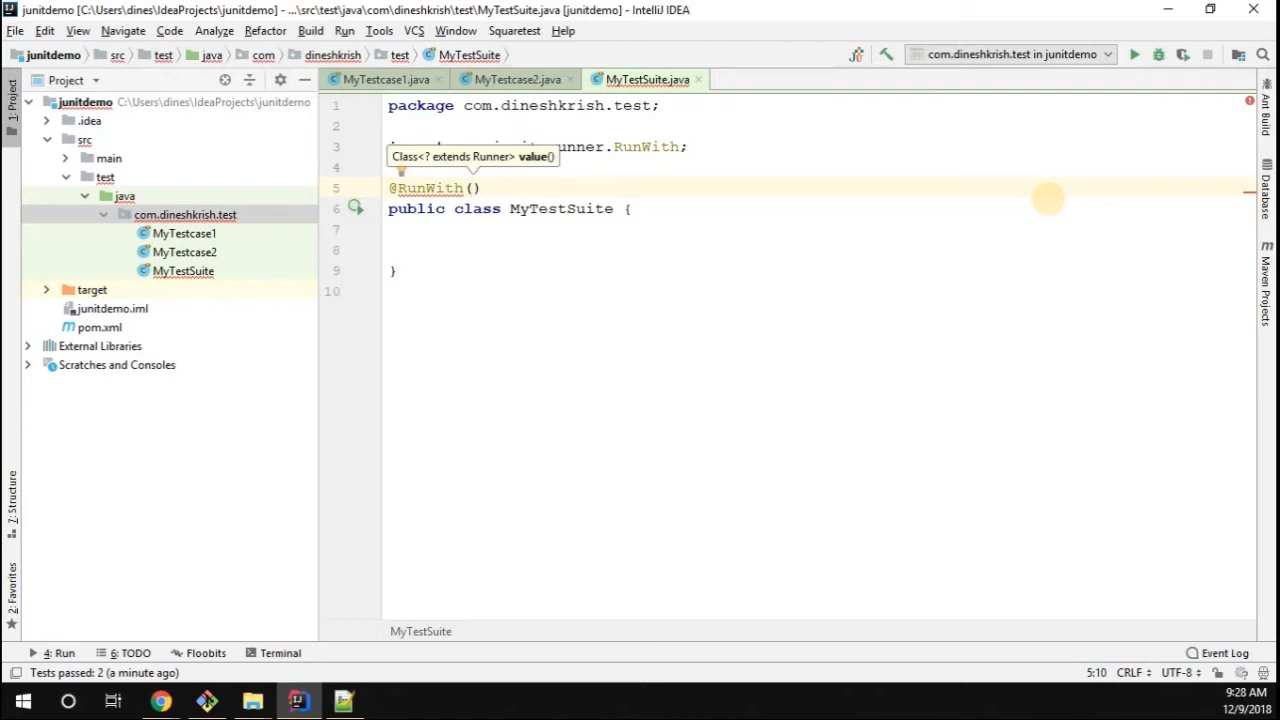 junitdemo [C:\Users\dines\IdeaProjects\junitdemo] - ...\src\test\java\com\dineshkrish\test\MyTestSuite.java [junitdemo] - IntelliJ IDEA
File Edit View Navigate Code Analyze Refactor Build Run Tools VCS Window Squaretest Help
junitdemo src test java com dineshkrish test MyTestSuite com.dineshkrish.test in junitdemo
Project MyTestcase1.java MyTestcase2.java MyTestSuite.java
1: Project
junitdemo C:\Users\dines\IdeaProjects\junitdemo
.idea
src
main
test
java
com.dineshkrish.test
MyTestcase1
MyTestcase2
MyTestSuite
target
junitdemo.iml
pom.xml
External Libraries
Scratches and Consoles
7: Structure
2: Favorites
1 package com.dineshkrish.test;
2
3 unner.RunWith;
Class<? extends Runner> value()
4
5 @RunWith()
6 public class MyTestSuite {
7
8
9 }
10
MyTestSuite
Ant Build
Database
Maven Projects
4: Run 6: TODO Floobits Terminal Event Log
Tests passed: 2 (a minute ago) 5:10 CRLF UTF-8
9:28 AM
12/9/2018